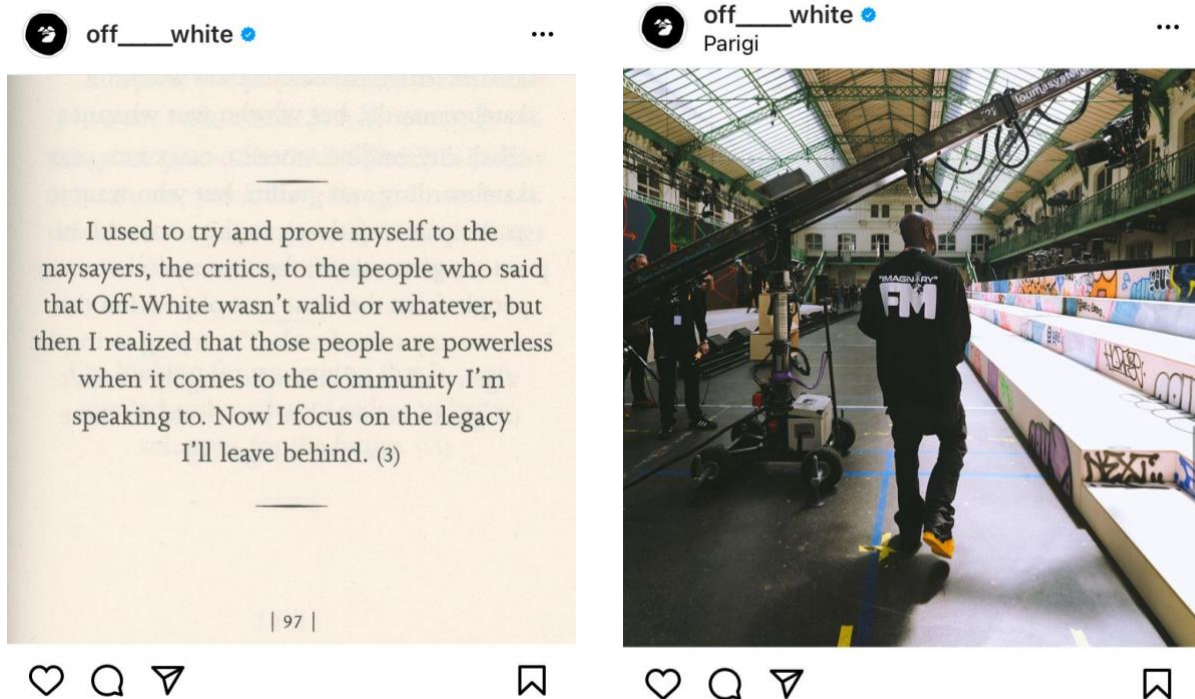 off____white
I used to try and prove myself to the
naysayers, the critics, to the people who said
that Off-White wasn't valid or whatever, but
then I realized that those people are powerless
when it comes to the community I'm
speaking to. Now I focus on the legacy
I'll leave behind. (3)
| 97 |
off____white
Parigi
loumasystems
"IMAGINARY"
FM
NEXT